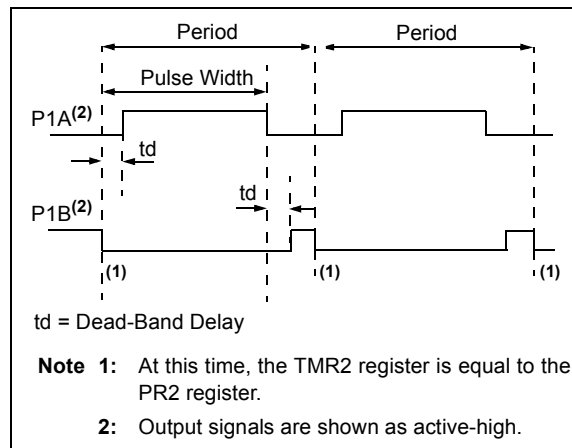 Period Period
Pulse Width
P1A(2)
td
td
P1B(2)
(1) (1) (1)
td = Dead-Band Delay
Note 1: At this time, the TMR2 register is equal to the
PR2 register.
2: Output signals are shown as active-high.